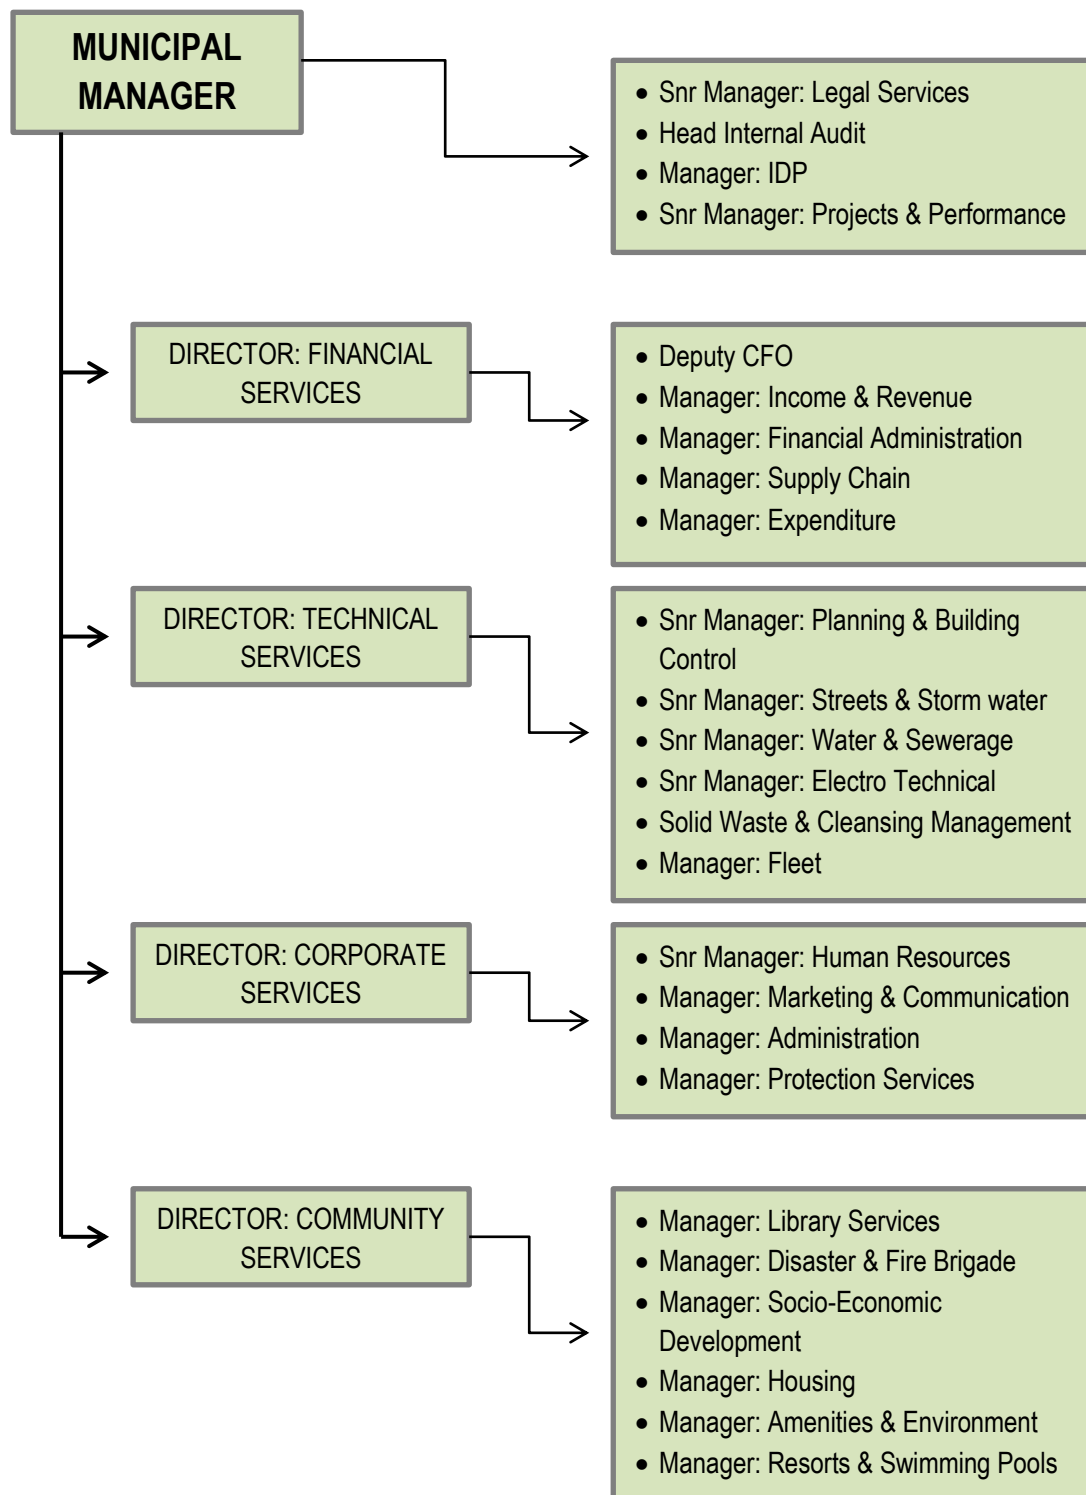 MUNICIPAL
MANAGER
• Snr Manager: Legal Services
• Head Internal Audit
• Manager: IDP
• Snr Manager: Projects & Performance
DIRECTOR: FINANCIAL
SERVICES
• Deputy CFO
• Manager: Income & Revenue
• Manager: Financial Administration
• Manager: Supply Chain
• Manager: Expenditure
DIRECTOR: TECHNICAL
SERVICES
• Snr Manager: Planning & Building
Control
• Snr Manager: Streets & Storm water
• Snr Manager: Water & Sewerage
• Snr Manager: Electro Technical
• Solid Waste & Cleansing Management
• Manager: Fleet
DIRECTOR: CORPORATE
SERVICES
• Snr Manager: Human Resources
• Manager: Marketing & Communication
• Manager: Administration
• Manager: Protection Services
DIRECTOR: COMMUNITY
SERVICES
• Manager: Library Services
• Manager: Disaster & Fire Brigade
• Manager: Socio-Economic
Development
• Manager: Housing
• Manager: Amenities & Environment
• Manager: Resorts & Swimming Pools